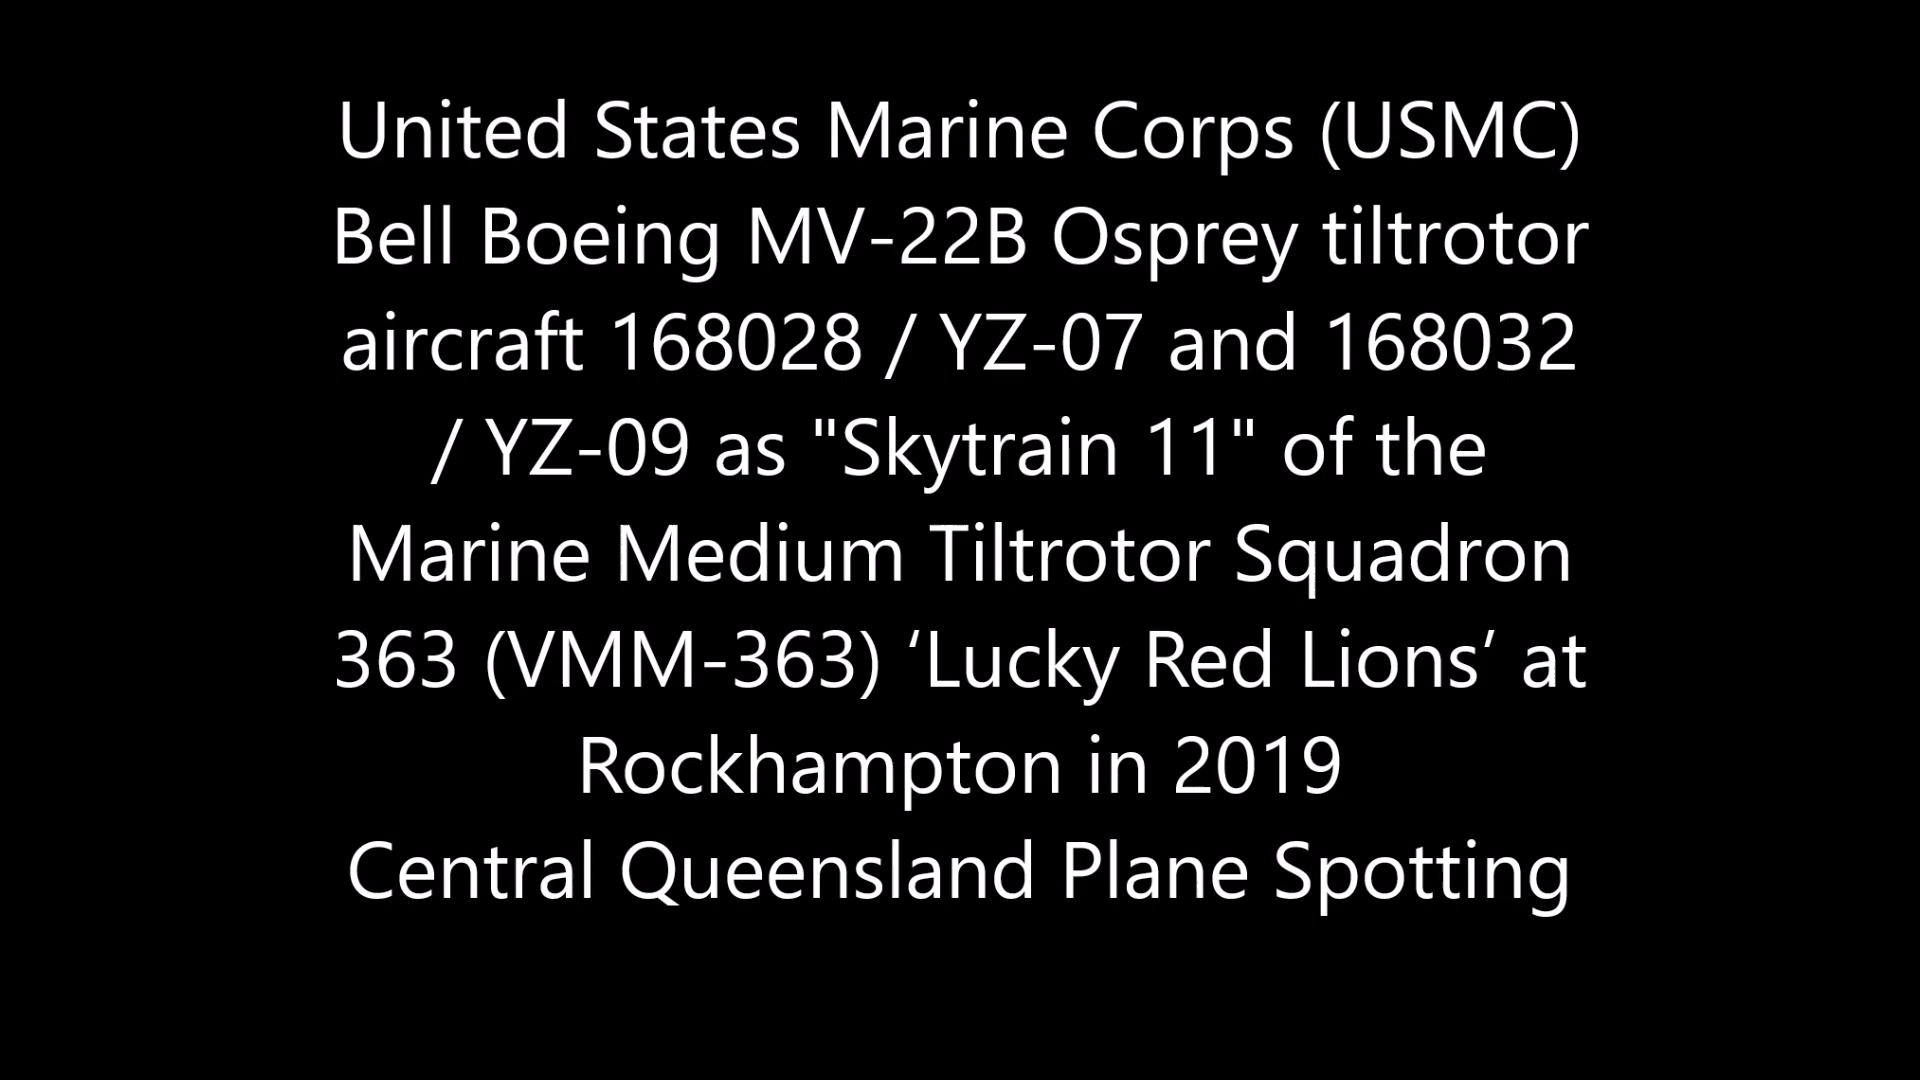 United States Marine Corps (USMC)
Bell Boeing MV-22B Osprey tiltrotor
aircraft 168028 / YZ-07 and 168032
/ YZ-09 as "Skytrain 11" of the
Marine Medium Tiltrotor Squadron
363 (VMM-363) ‘Lucky Red Lions’ at
Rockhampton in 2019
Central Queensland Plane Spotting